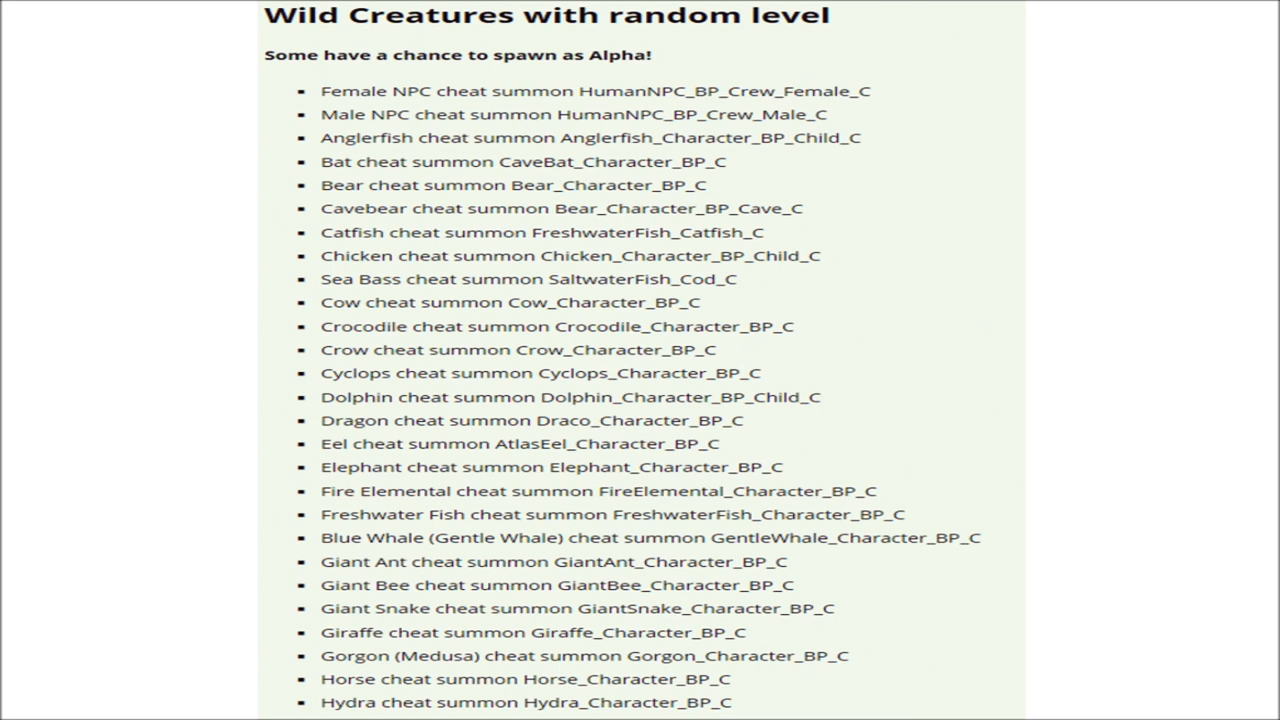 Wild Creatures with random level
Some have a chance to spawn as Alpha!
Female NPC cheat summon HumanNPC_BP_Crew_Female_C
Male NPC cheat summon HumanNPC_BP_Crew_Male_C
Anglerfish cheat summon Anglerfish_Character_BP_Child_C
Bat cheat summon CaveBat_Character_BP_C
Bear cheat summon Bear_Character_BP_C
Cavebear cheat summon Bear_Character_BP_Cave_C
Catfish cheat summon FreshwaterFish_Catfish_C
Chicken cheat summon Chicken_Character_BP_Child_C
Sea Bass cheat summon SaltwaterFish_Cod_C
Cow cheat summon Cow_Character_BP_C
Crocodile cheat summon Crocodile_Character_BP_C
Crow cheat summon Crow_Character_BP_C
Cyclops cheat summon Cyclops_Character_BP_C
Dolphin cheat summon Dolphin_Character_BP_Child_C
Dragon cheat summon Draco_Character_BP_C
Eel cheat summon AtlasEel_Character_BP_C
Elephant cheat summon Elephant_Character_BP_C
Fire Elemental cheat summon FireElemental_Character_BP_C
Freshwater Fish cheat summon FreshwaterFish_Character_BP_C
Blue Whale (Gentle Whale) cheat summon GentleWhale_Character_BP_C
Giant Ant cheat summon GiantAnt_Character_BP_C
Giant Bee cheat summon GiantBee_Character_BP_C
Giant Snake cheat summon GiantSnake_Character_BP_C
Giraffe cheat summon Giraffe_Character_BP_C
Gorgon (Medusa) cheat summon Gorgon_Character_BP_C
Horse cheat summon Horse_Character_BP_C
Hydra cheat summon Hydra_Character_BP_C